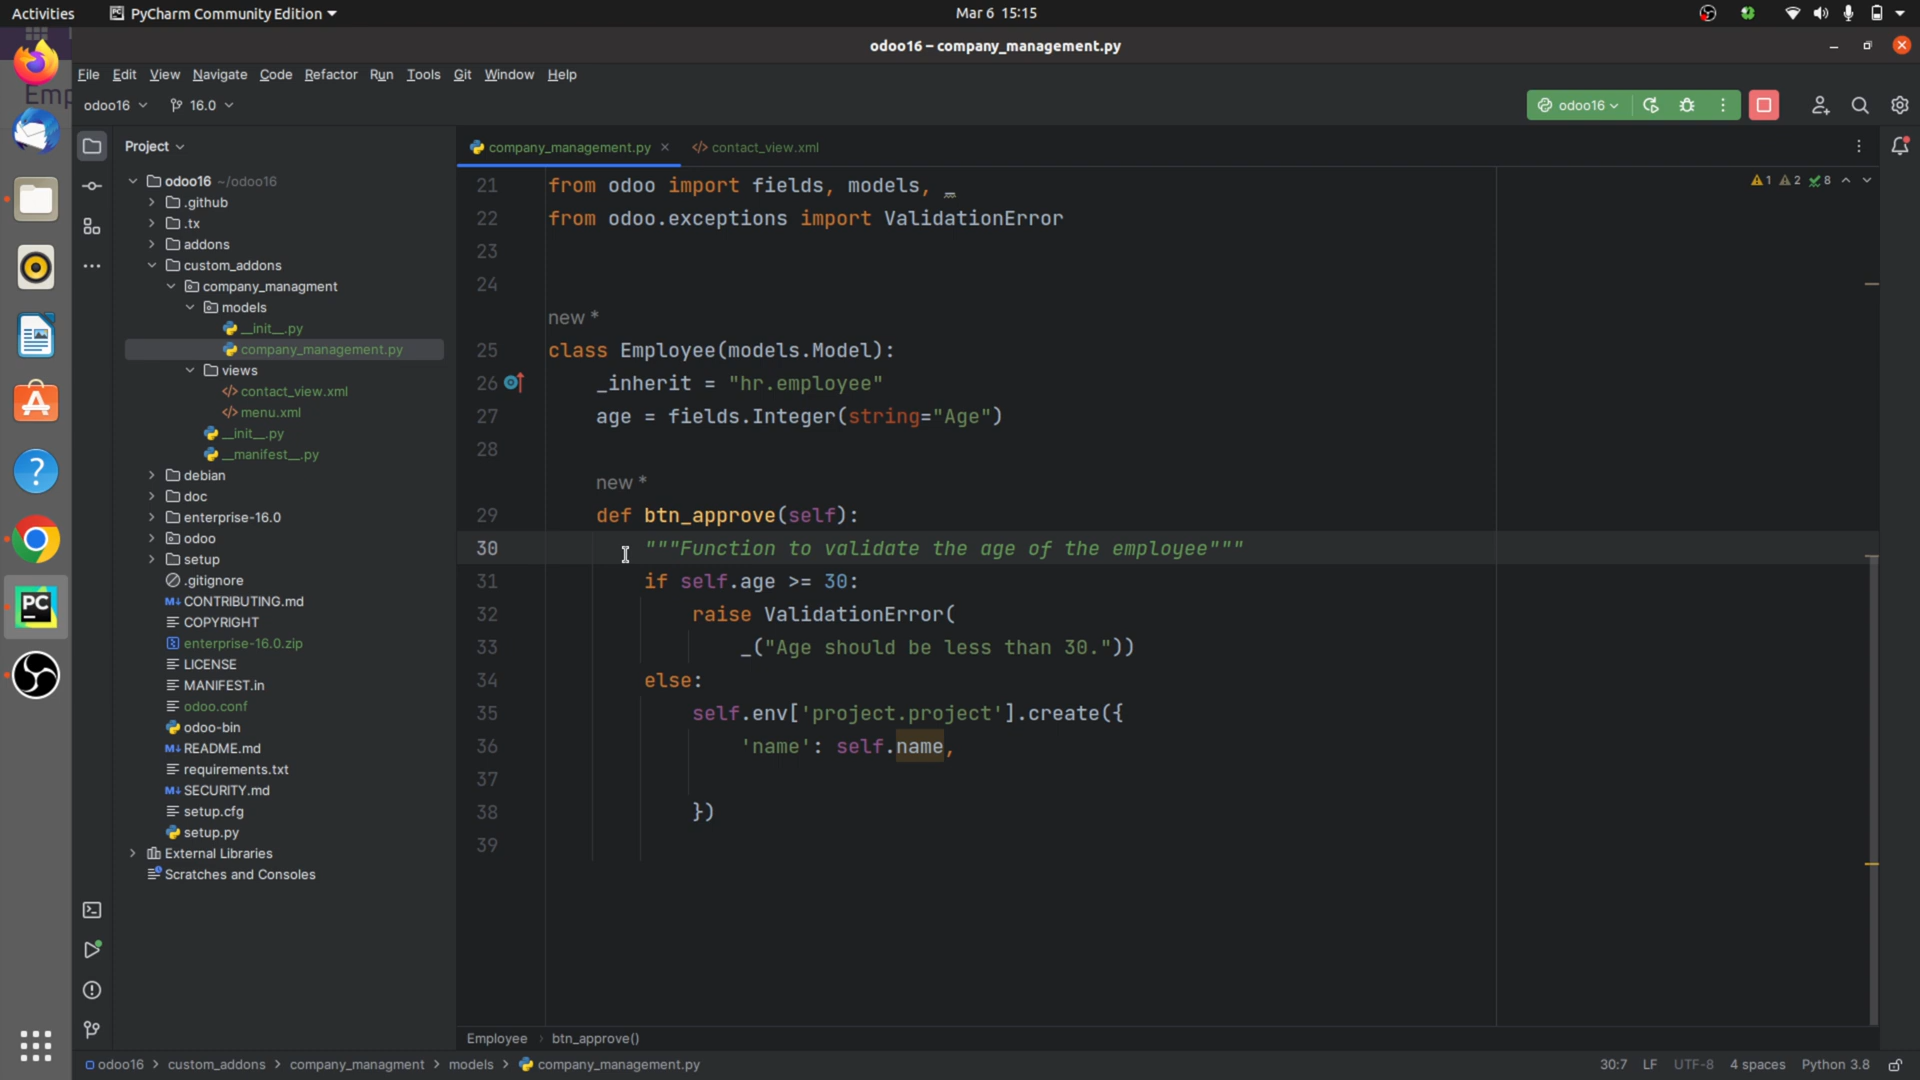 Activities PyCharm Community Edition Mar 6 15:15
odoo16 – company_management.py
File Edit View Navigate Code Refactor Run Tools Git Window Help
Emp
odoo16 16.0 odoo16
Project
company_management.py contact_view.xml
odoo16 ~/odoo16
.github
.tx
addons
custom_addons
company_managment
models
__init__.py
company_management.py
views
contact_view.xml
menu.xml
__init__.py
__manifest__.py
debian
doc
enterprise-16.0
odoo
setup
.gitignore
CONTRIBUTING.md
COPYRIGHT
enterprise-16.0.zip
LICENSE
MANIFEST.in
odoo.conf
odoo-bin
README.md
requirements.txt
SECURITY.md
setup.cfg
setup.py
External Libraries
Scratches and Consoles
1 2 8
21 from odoo import fields, models, _
22 from odoo.exceptions import ValidationError
23
24
new *
25 class Employee(models.Model):
26 _inherit = "hr.employee"
27 age = fields.Integer(string="Age")
28
new *
29 def btn_approve(self):
30 """Function to validate the age of the employee"""
31 if self.age >= 30:
32 raise ValidationError(
33 _("Age should be less than 30."))
34 else:
35 self.env['project.project'].create({
36 'name': self.name,
37
38 })
39
Employee btn_approve()
odoo16 custom_addons company_managment models company_management.py 30:7 LF UTF-8 4 spaces Python 3.8